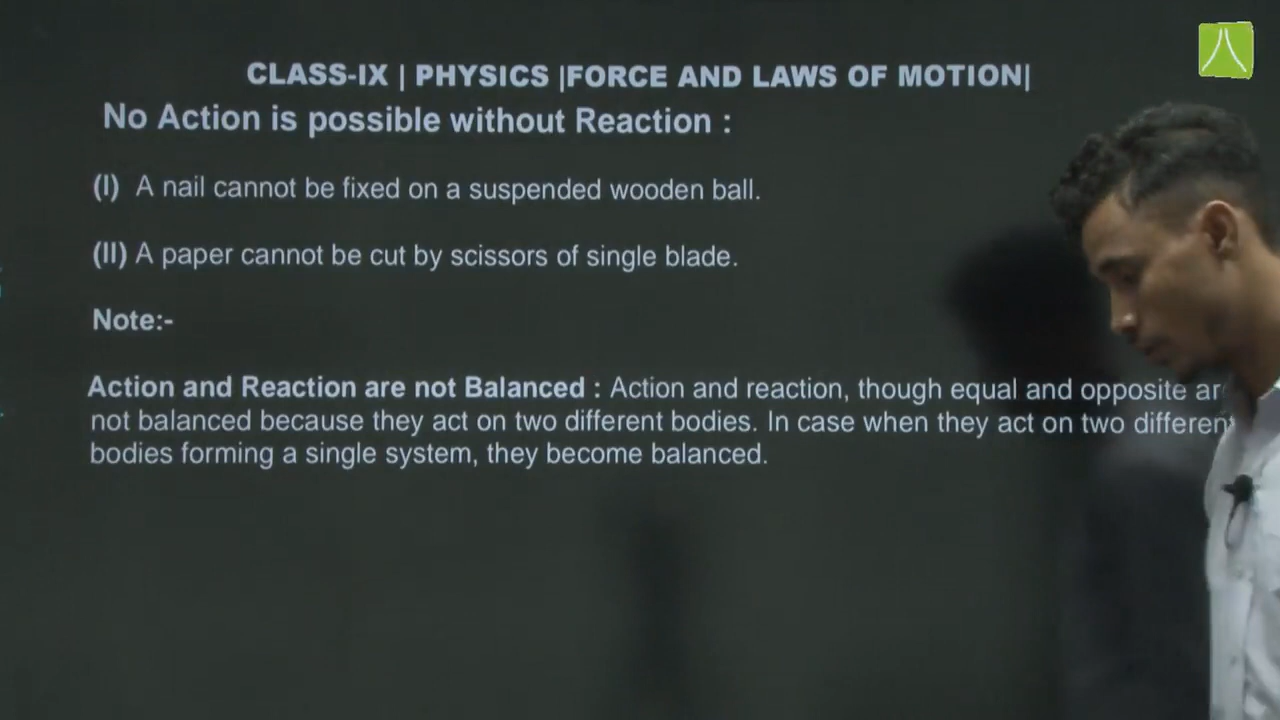 CLASS-IX | PHYSICS |FORCE AND LAWS OF MOTION|
No Action is possible without Reaction :
(I) A nail cannot be fixed on a suspended wooden ball.
(II) A paper cannot be cut by scissors of single blade.
Note:-
Action and Reaction are not Balanced : Action and reaction, though equal and opposite ar
not balanced because they act on two different bodies. In case when they act on two different
bodies forming a single system, they become balanced.